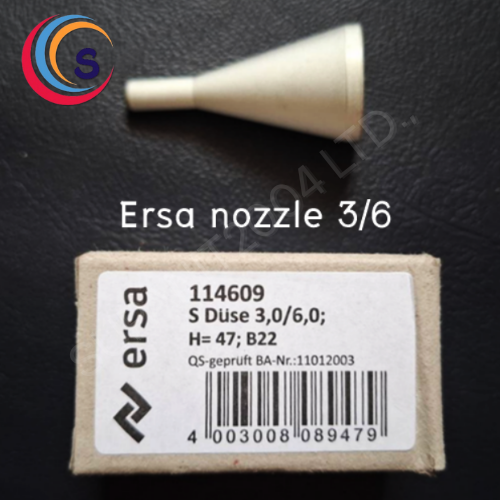 S
Ersa nozzle 3/6
ersa
114609
S Düse 3,0/6,0;
H= 47; B22
QS-geprüft BA-Nr.:11012003
4 003008 089479